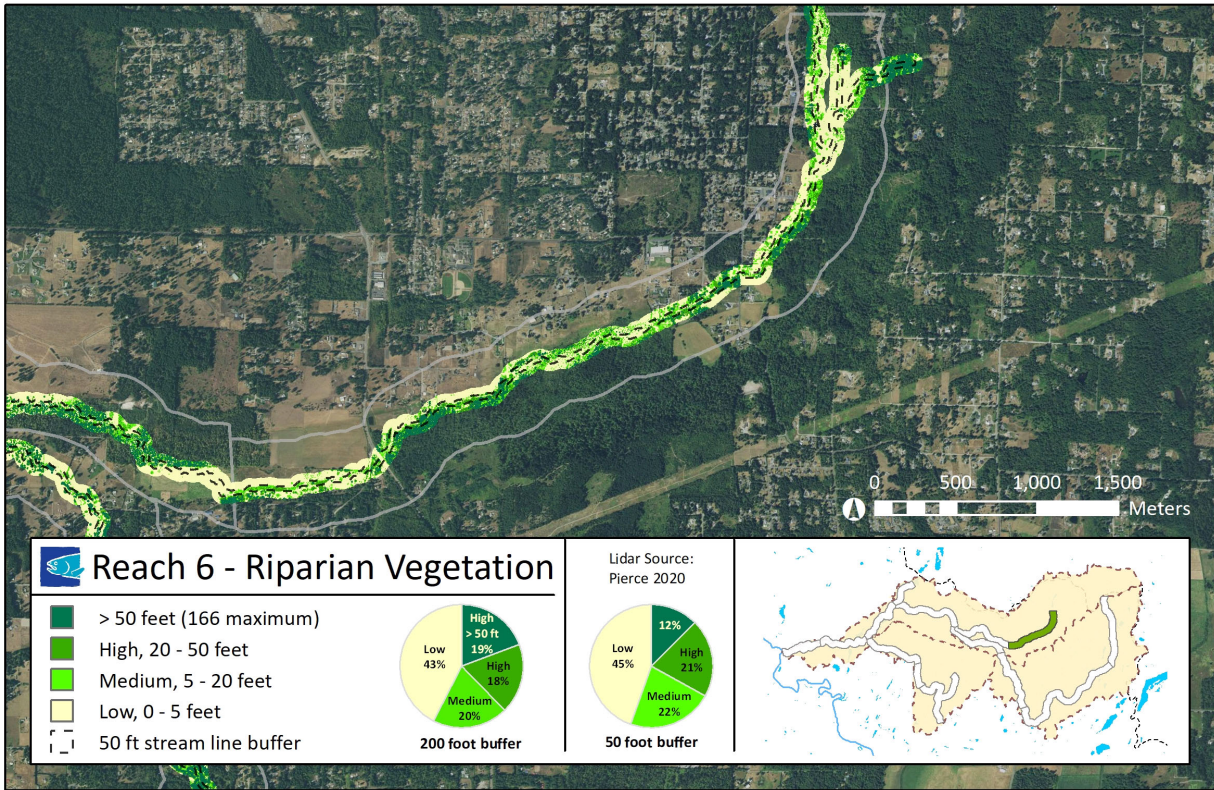 0 500 1,000 1,500
Meters
Reach 6 - Riparian Vegetation
> 50 feet (166 maximum)
High, 20 - 50 feet
Medium, 5 - 20 feet
Low, 0 - 5 feet
50 ft stream line buffer
High
> 50 ft
19%
High
18%
Medium
20%
Low
43%
200 foot buffer
Lidar Source:
Pierce 2020
12%
High
21%
Medium
22%
Low
45%
50 foot buffer